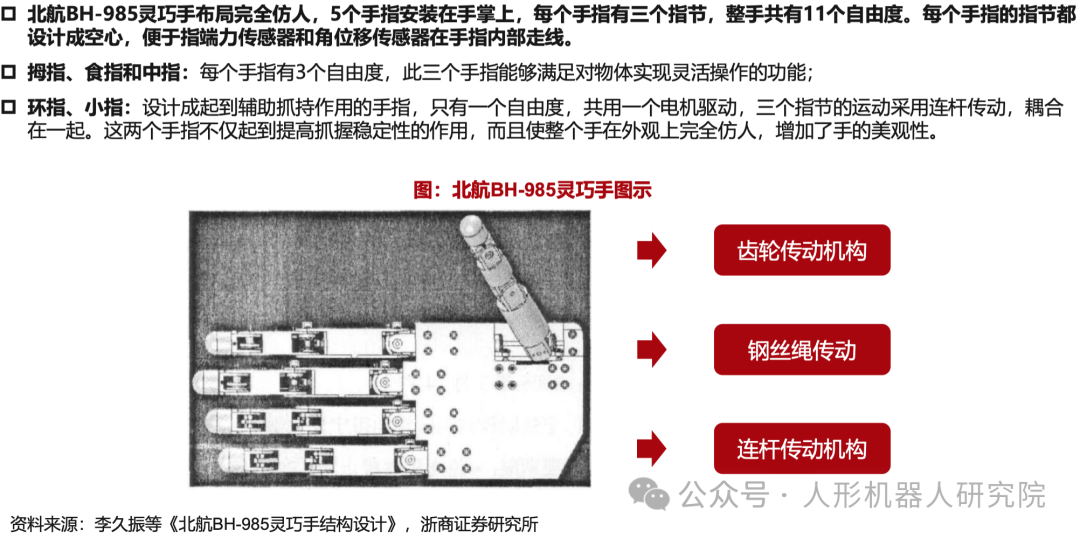 北航BH-985灵巧手布局完全仿人，5个手指安装在手掌上，每个手指有三个指节，整手共有11个自由度。每个手指的指节都
设计成空心，便于指端力传感器和角位移传感器在手指内部走线。
拇指、食指和中指：每个手指有3个自由度，此三个手指能够满足对物体实现灵活操作的功能；
环指、小指：设计成起到辅助抓持作用的手指，只有一个自由度，共用一个电机驱动，三个指节的运动采用连杆传动，耦合
在一起。这两个手指不仅起到提高抓握稳定性的作用，而且使整个手在外观上完全仿人，增加了手的美观性。
图：北航BH-985灵巧手图示
齿轮传动机构
钢丝绳传动
连杆传动机构
公众号·人形机器人研究院
资料来源：李久振等《北航BH-985灵巧手结构设计》，浙商证券研究所